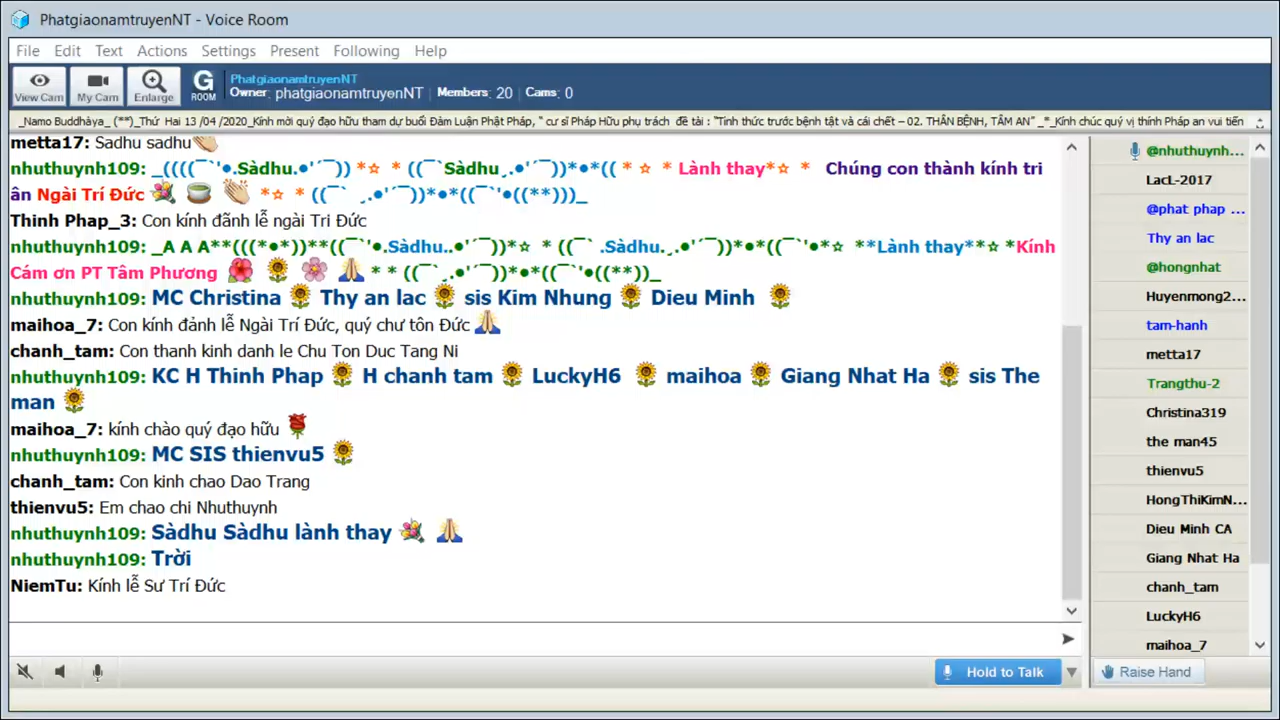 PhatgiaonamtruyenNT - Voice Room
File Edit Text Actions Settings Present Following Help
View Cam My Cam Enlarge G ROOM
PhatgiaonamtruyenNT
Owner: phatgiaonamtruyenNT | Members: 20 | Cams: 0
_Namo Buddhàya_ (**)_Thứ Hai 13 /04 /2020_Kính mời quý đạo hữu tham dự buổi Đàm Luận Phật Pháp, “ cư sĩ Pháp Hữu phụ trách đề tài : “Tỉnh thức trước bệnh tật và cái chết – 02. THÂN BỆNH, TÂM AN” _*_Kính chúc quý vị thính Pháp an vui tiến
metta17: Sadhu sadhu👏
nhuthuynh109: _((((¯`'•.Sàdhu.•'´¯)) *☆ * ((¯`Sàdhu¸.•'´¯))*•*(( * ☆ * Lành thay*☆ * Chúng con thành kính tri
ân Ngài Trí Đức 💐 🍵 👏 *☆ * ((¯` ¸.•'´¯))*•*((¯`'•((**)))_
Thinh Phap_3: Con kính đãnh lễ ngài Tri Đức
nhuthuynh109: _A A A**(((*•*))**((¯`'•.Sàdhu..•'´¯))*☆ * ((¯` .Sàdhu.¸.•'´¯))*•*((¯`'•*☆ **Lành thay**☆ *Kính
Cám ơn PT Tâm Phương 🌺 🌻 🌸 🙏 * * ((¯` ¸.•'´¯))*•*((¯`'•((**))_
nhuthuynh109: MC Christina 🌻 Thy an lac 🌻 sis Kim Nhung 🌻 Dieu Minh 🌻
maihoa_7: Con kính đảnh lễ Ngài Trí Đức, quý chư tôn Đức 🙏
chanh_tam: Con thanh kinh danh le Chu Ton Duc Tang Ni
nhuthuynh109: KC H Thinh Phap 🌻 H chanh tam 🌻 LuckyH6 🌻 maihoa 🌻 Giang Nhat Ha 🌻 sis The
man 🌻
maihoa_7: kính chào quý đạo hữu 🌹
nhuthuynh109: MC SIS thienvu5 🌻
chanh_tam: Con kinh chao Dao Trang
thienvu5: Em chao chi Nhuthuynh
nhuthuynh109: Sàdhu Sàdhu lành thay 💐 🙏
nhuthuynh109: Trời
NiemTu: Kính lễ Sư Trí Đức
@nhuthuynh...
LacL-2017
@phat phap ...
Thy an lac
@hongnhat
Huyenmong2...
tam-hanh
metta17
Trangthu-2
Christina319
the man45
thienvu5
HongThiKimN...
Dieu Minh CA
Giang Nhat Ha
chanh_tam
LuckyH6
maihoa_7
Hold to Talk
Raise Hand